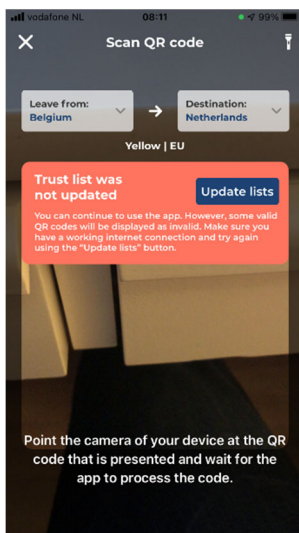 vodafone NL 08:11 99%
Scan QR code
Leave from:
Belgium
Destination:
Netherlands
Yellow | EU
Trust list was
not updated
Update lists
You can continue to use the app. However, some valid
QR codes will be displayed as invalid. Make sure you
have a working internet connection and try again
using the "Update lists" button.
Point the camera of your device at the QR
code that is presented and wait for the
app to process the code.